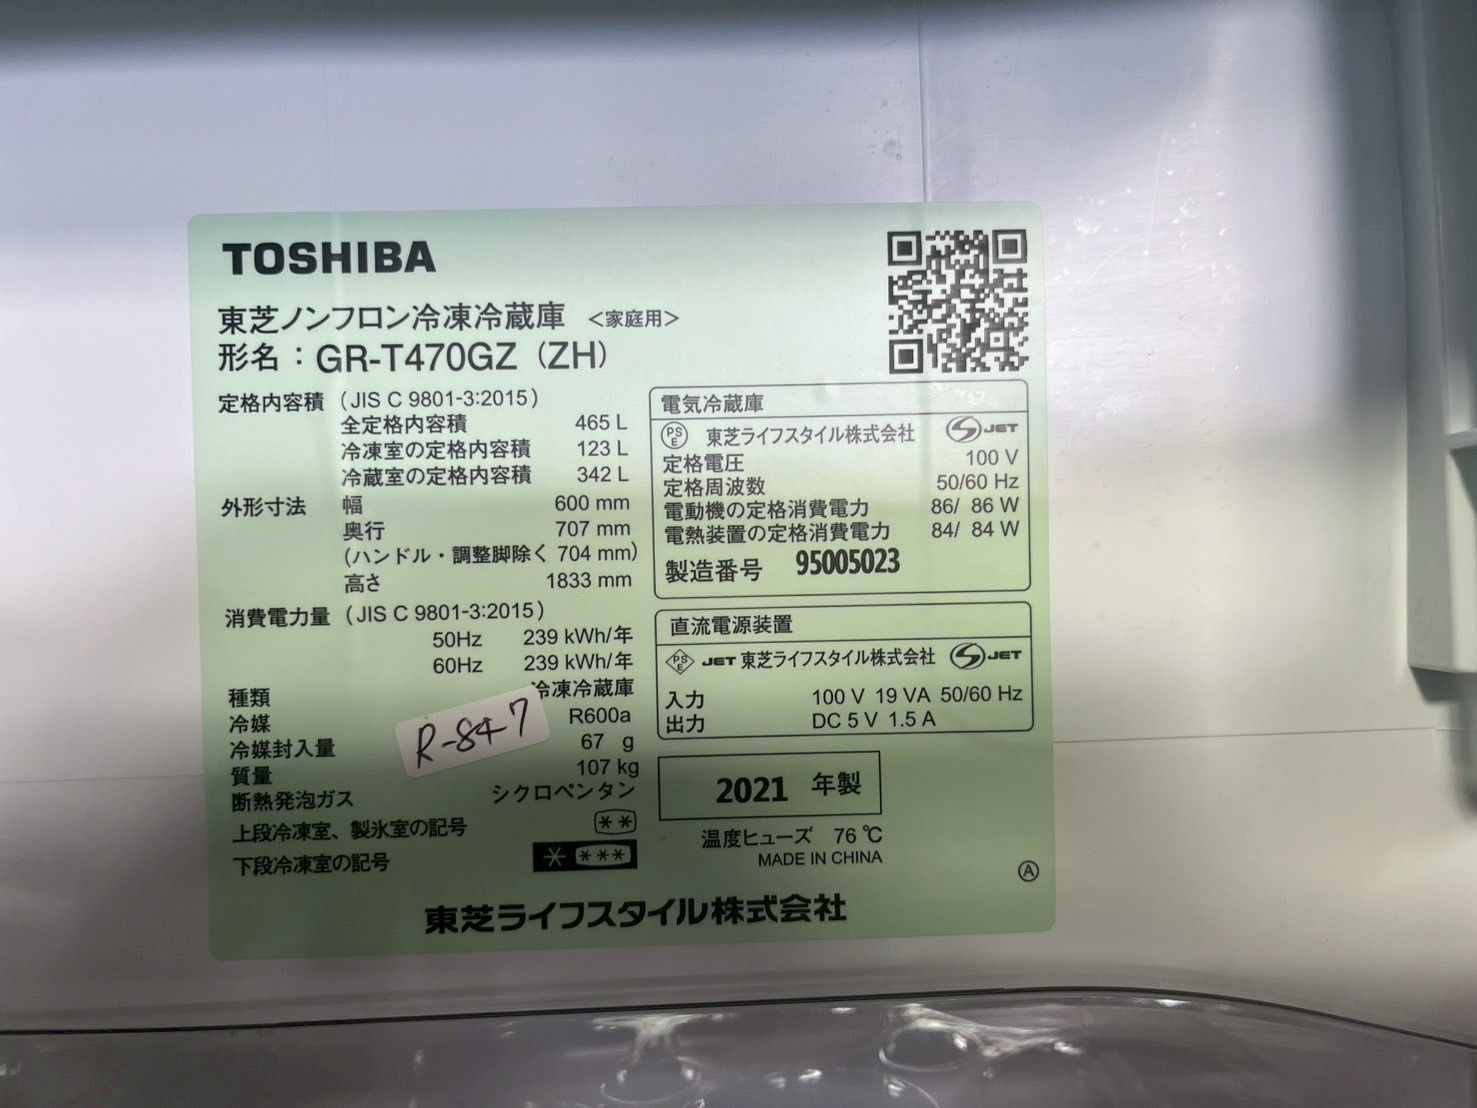 TOSHIBA
東芝ノンフロン冷凍冷蔵庫 <家庭用>
形名：GR-T470GZ (ZH)
定格内容積 (JIS C 9801-3:2015)
全定格内容積 465 L
冷凍室の定格内容積 123 L
冷蔵室の定格内容積 342 L
外形寸法 幅 600 mm
奥行 707 mm
(ハンドル・調整脚除く 704 mm)
高さ 1833 mm
消費電力量 (JIS C 9801-3:2015)
50Hz 239 kWh/年
60Hz 239 kWh/年
種類 冷凍冷蔵庫
冷媒 R600a
冷媒封入量 67 g
質量 107 kg
断熱発泡ガス シクロペンタン
上段冷凍室、製氷室の記号 **
下段冷凍室の記号 * ***
R-847
電気冷蔵庫
PSE 東芝ライフスタイル株式会社 S JET
定格電圧 100 V
定格周波数 50/60 Hz
電動機の定格消費電力 86/ 86 W
電熱装置の定格消費電力 84/ 84 W
製造番号 95005023
直流電源装置
PSE JET 東芝ライフスタイル株式会社 S JET
入力 100 V 19 VA 50/60 Hz
出力 DC 5 V 1.5 A
2021 年製
温度ヒューズ 76 ℃
MADE IN CHINA
Ⓐ
東芝ライフスタイル株式会社